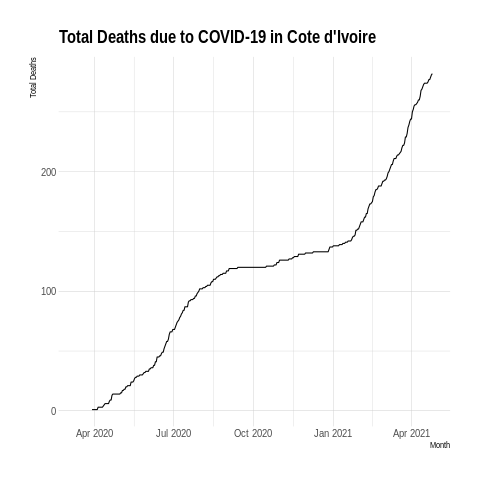 Total Deaths due to COVID-19 in Cote d'Ivoire
Total Deaths
200
100
0
Apr 2020 Jul 2020 Oct 2020 Jan 2021 Apr 2021
Month